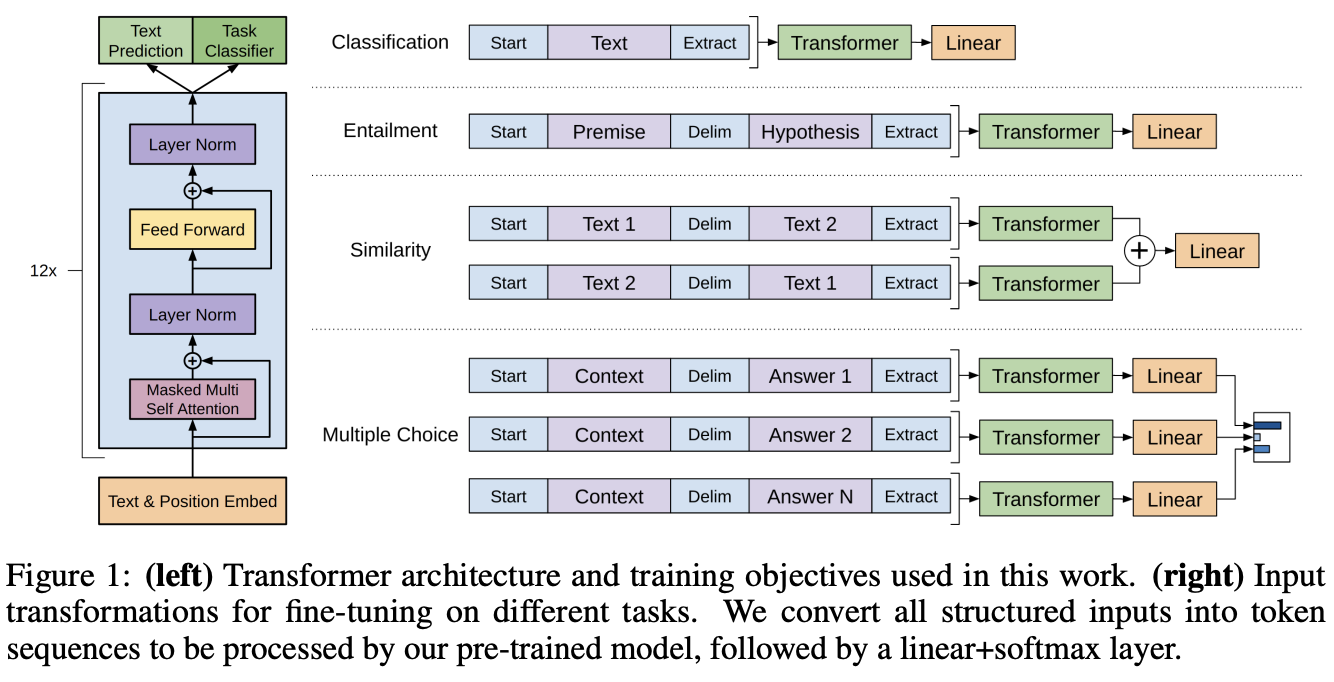 Text
Prediction
Task
Classifier
12x
Layer Norm
+
Feed Forward
Layer Norm
+
Masked Multi
Self Attention
Text & Position Embed
Classification
Start Text Extract Transformer Linear
Entailment
Start Premise Delim Hypothesis Extract Transformer Linear
Similarity
Start Text 1 Delim Text 2 Extract Transformer
+ Linear
Start Text 2 Delim Text 1 Extract Transformer
Multiple Choice
Start Context Delim Answer 1 Extract Transformer Linear
Start Context Delim Answer 2 Extract Transformer Linear
Start Context Delim Answer N Extract Transformer Linear
Figure 1: (left) Transformer architecture and training objectives used in this work. (right) Input
transformations for fine-tuning on different tasks. We convert all structured inputs into token
sequences to be processed by our pre-trained model, followed by a linear+softmax layer.